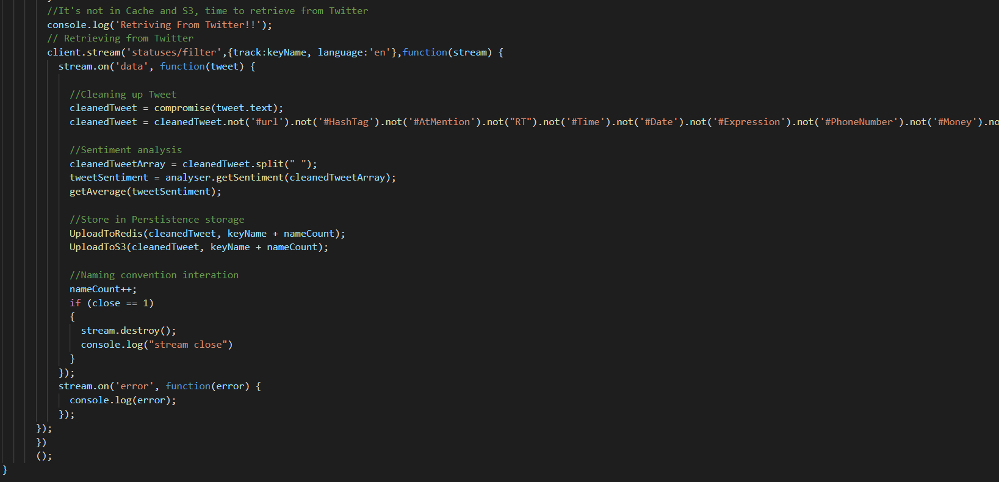 //It's not in Cache and S3, time to retrieve from Twitter
console.log('Retriving From Twitter!!');
// Retrieving from Twitter
client.stream('statuses/filter',{track:keyName, language:'en'},function(stream) {
stream.on('data', function(tweet) {
//Cleaning up Tweet
cleanedTweet = compromise(tweet.text);
cleanedTweet = cleanedTweet.not('#url').not('#HashTag').not('#AtMention').not("RT").not('#Time').not('#Date').not('#Expression').not('#PhoneNumber').not('#Money').no
//Sentiment analysis
cleanedTweetArray = cleanedTweet.split(" ");
tweetSentiment = analyser.getSentiment(cleanedTweetArray);
getAverage(tweetSentiment);
//Store in Perstistence storage
UploadToRedis(cleanedTweet, keyName + nameCount);
UploadToS3(cleanedTweet, keyName + nameCount);
//Naming convention interation
nameCount++;
if (close == 1)
{
stream.destroy();
console.log("stream close")
}
});
stream.on('error', function(error) {
console.log(error);
});
});
})
();
}